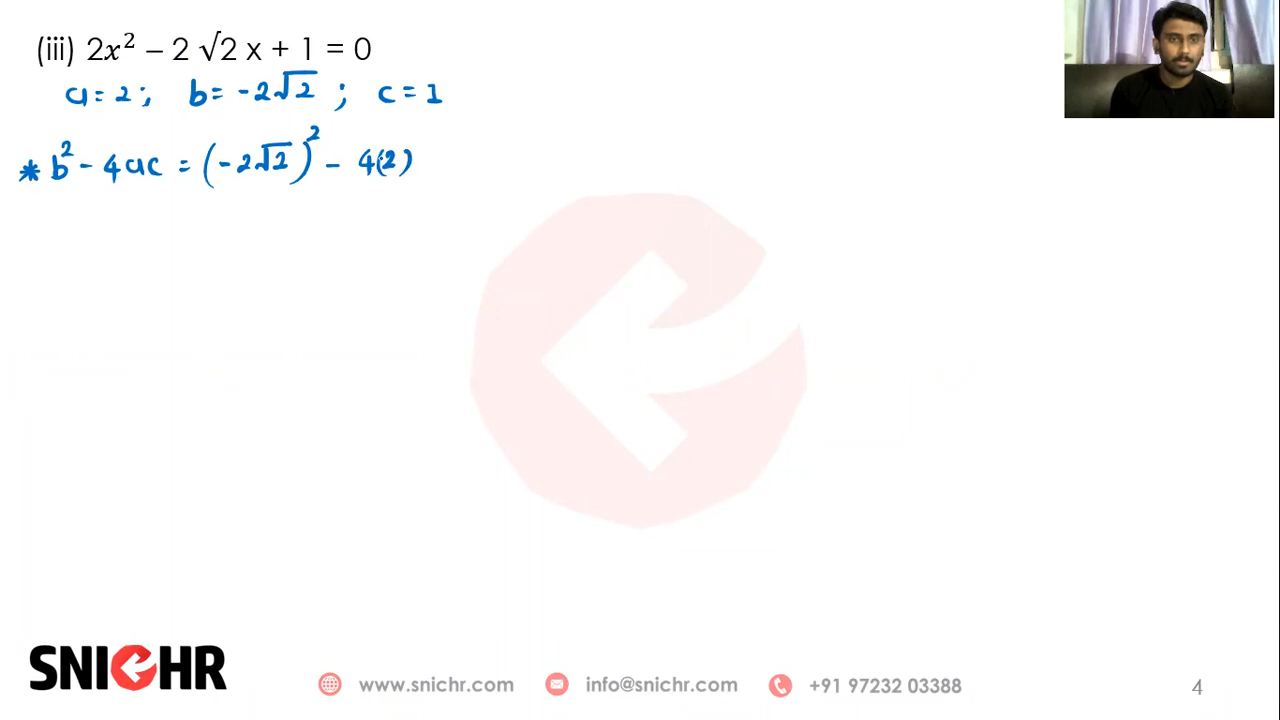 (iii) 2x² – 2 √2 x + 1 = 0
a = 2 ; b = -2√2 ; c = 1
* b² - 4ac = (-2√2)² - 4(2)
SNICHR
www.snichr.com info@snichr.com +91 97232 03388 4